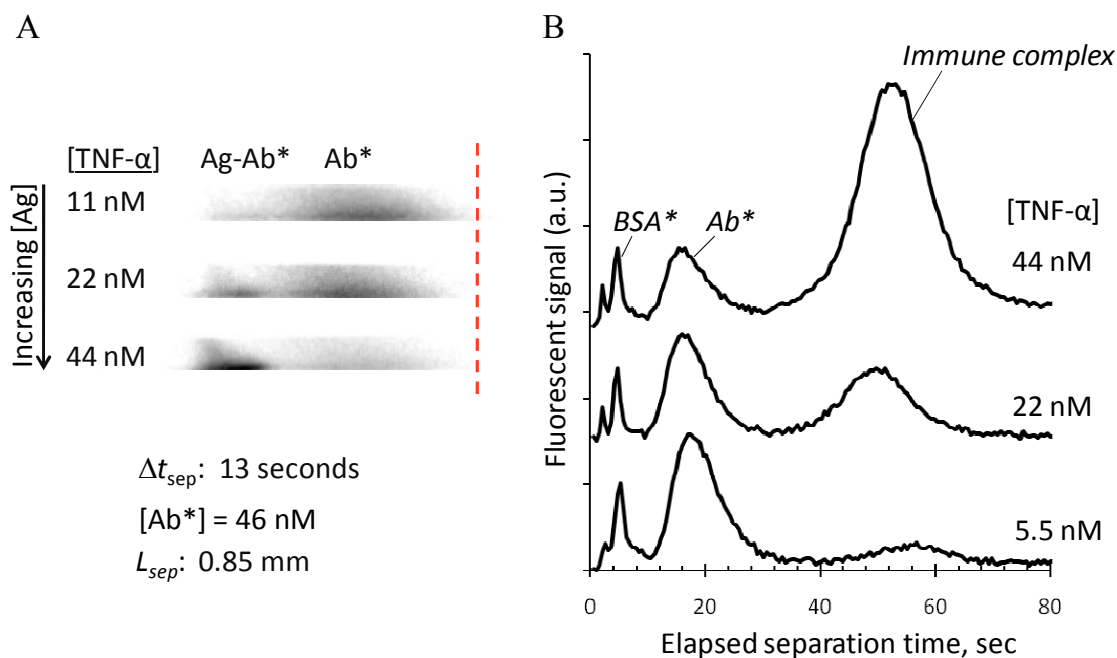 A
[TNF-α] Ag-Ab* Ab*
Increasing [Ag]
11 nM
22 nM
44 nM
Δtsep: 13 seconds
[Ab*] = 46 nM
Lsep: 0.85 mm
B
Immune complex
BSA*
Ab*
[TNF-α]
44 nM
22 nM
5.5 nM
Fluorescent signal (a.u.)
0 20 40 60 80
Elapsed separation time, sec